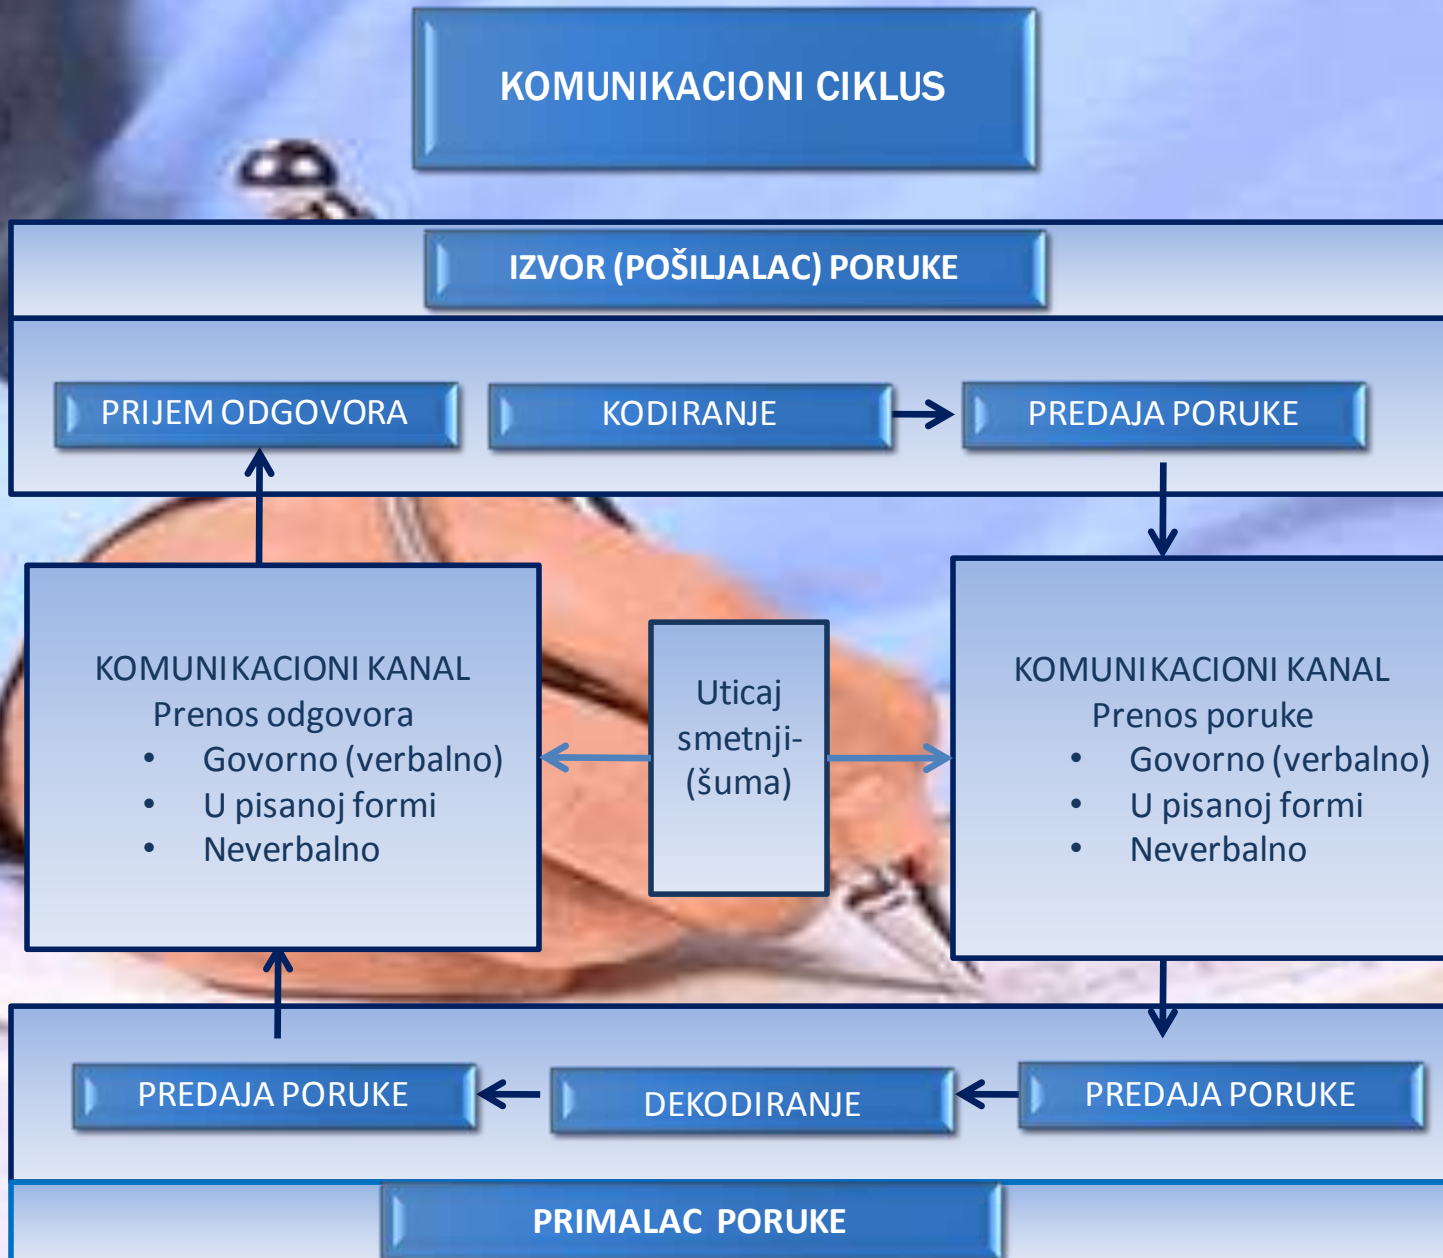 KOMUNIKACIONI CIKLUS
IZVOR (POŠILJALAC) PORUKE
PRIJEM ODGOVORA
KODIRANJE
PREDAJA PORUKE
KOMUNIKACIONI KANAL
Prenos odgovora
• Govorno (verbalno)
• U pisanoj formi
• Neverbalno
Uticaj
smetnji-
(šuma)
KOMUNIKACIONI KANAL
Prenos poruke
• Govorno (verbalno)
• U pisanoj formi
• Neverbalno
PREDAJA PORUKE
DEKODIRANJE
PREDAJA PORUKE
PRIMALAC PORUKE